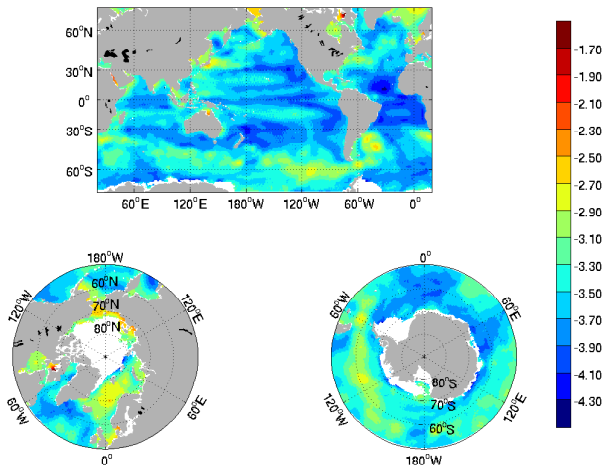 60°N
30°N
0°
30°S
60°S
60°E
120°E
180°W
120°W
60°W
0°
-1.70
-1.90
-2.10
-2.30
-2.50
-2.70
-2.90
-3.10
-3.30
-3.50
-3.70
-3.90
-4.10
-4.30
180°W
120°W
60°N
70°N
80°N
120°E
60°W
60°E
0°
0°
60°W
60°E
80°S
70°S
60°S
120°W
120°E
180°W